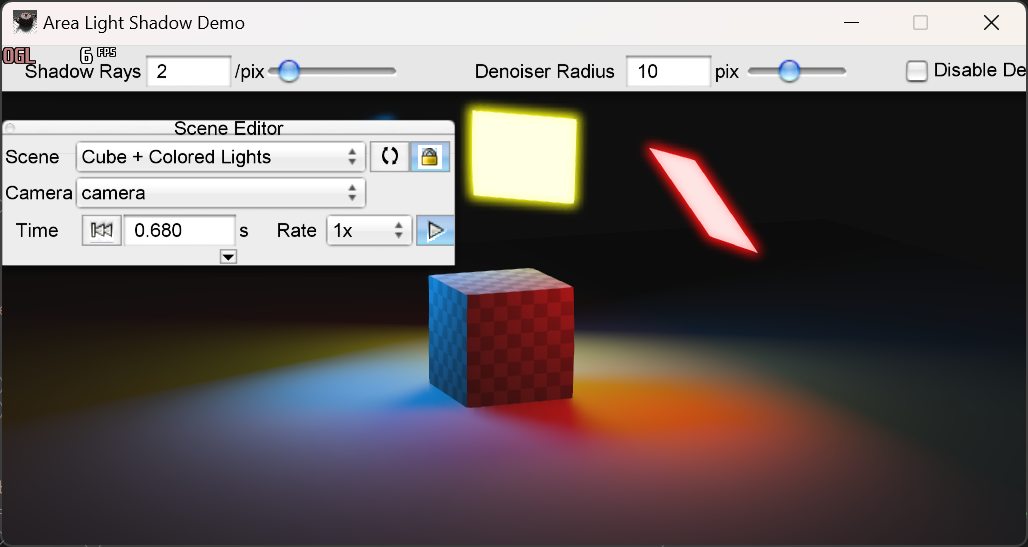 Area Light Shadow Demo
OGL 6 FPS
Shadow Rays 2 /pix Denoiser Radius 10 pix Disable De
Scene Editor
Scene Cube + Colored Lights
Camera camera
Time 0.680 s Rate 1x